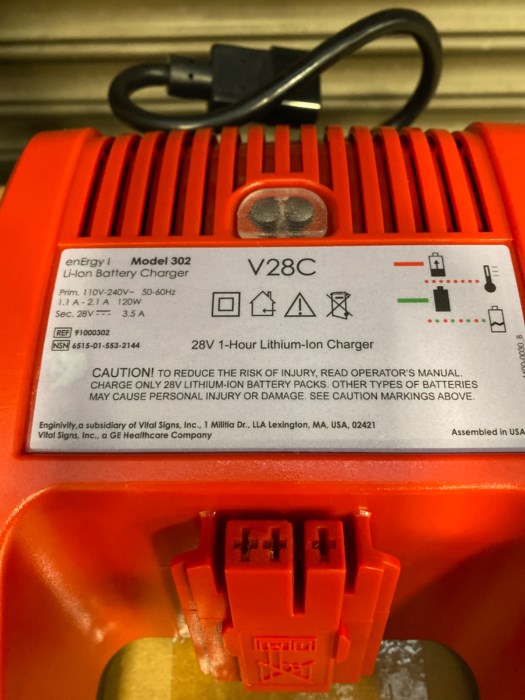 enErgy I Model 302
Li-Ion Battery Charger
V28C
Prim. 110V-240V~ 50-60Hz
1.1 A - 2.1 A 120W
Sec. 28V 3.5 A
REF 91000302
NSN 6515-01-553-2144
28V 1-Hour Lithium-Ion Charger
CAUTION! TO REDUCE THE RISK OF INJURY, READ OPERATOR'S MANUAL.
CHARGE ONLY 28V LITHIUM-ION BATTERY PACKS. OTHER TYPES OF BATTERIES
MAY CAUSE PERSONAL INJURY OR DAMAGE. SEE CAUTION MARKINGS ABOVE.
Enginivity,a subsidiary of Vital Signs, Inc., 1 Militia Dr., LLA Lexington, MA, USA, 02421
Vital Signs, Inc., a GE Healthcare Company
Assembled in USA